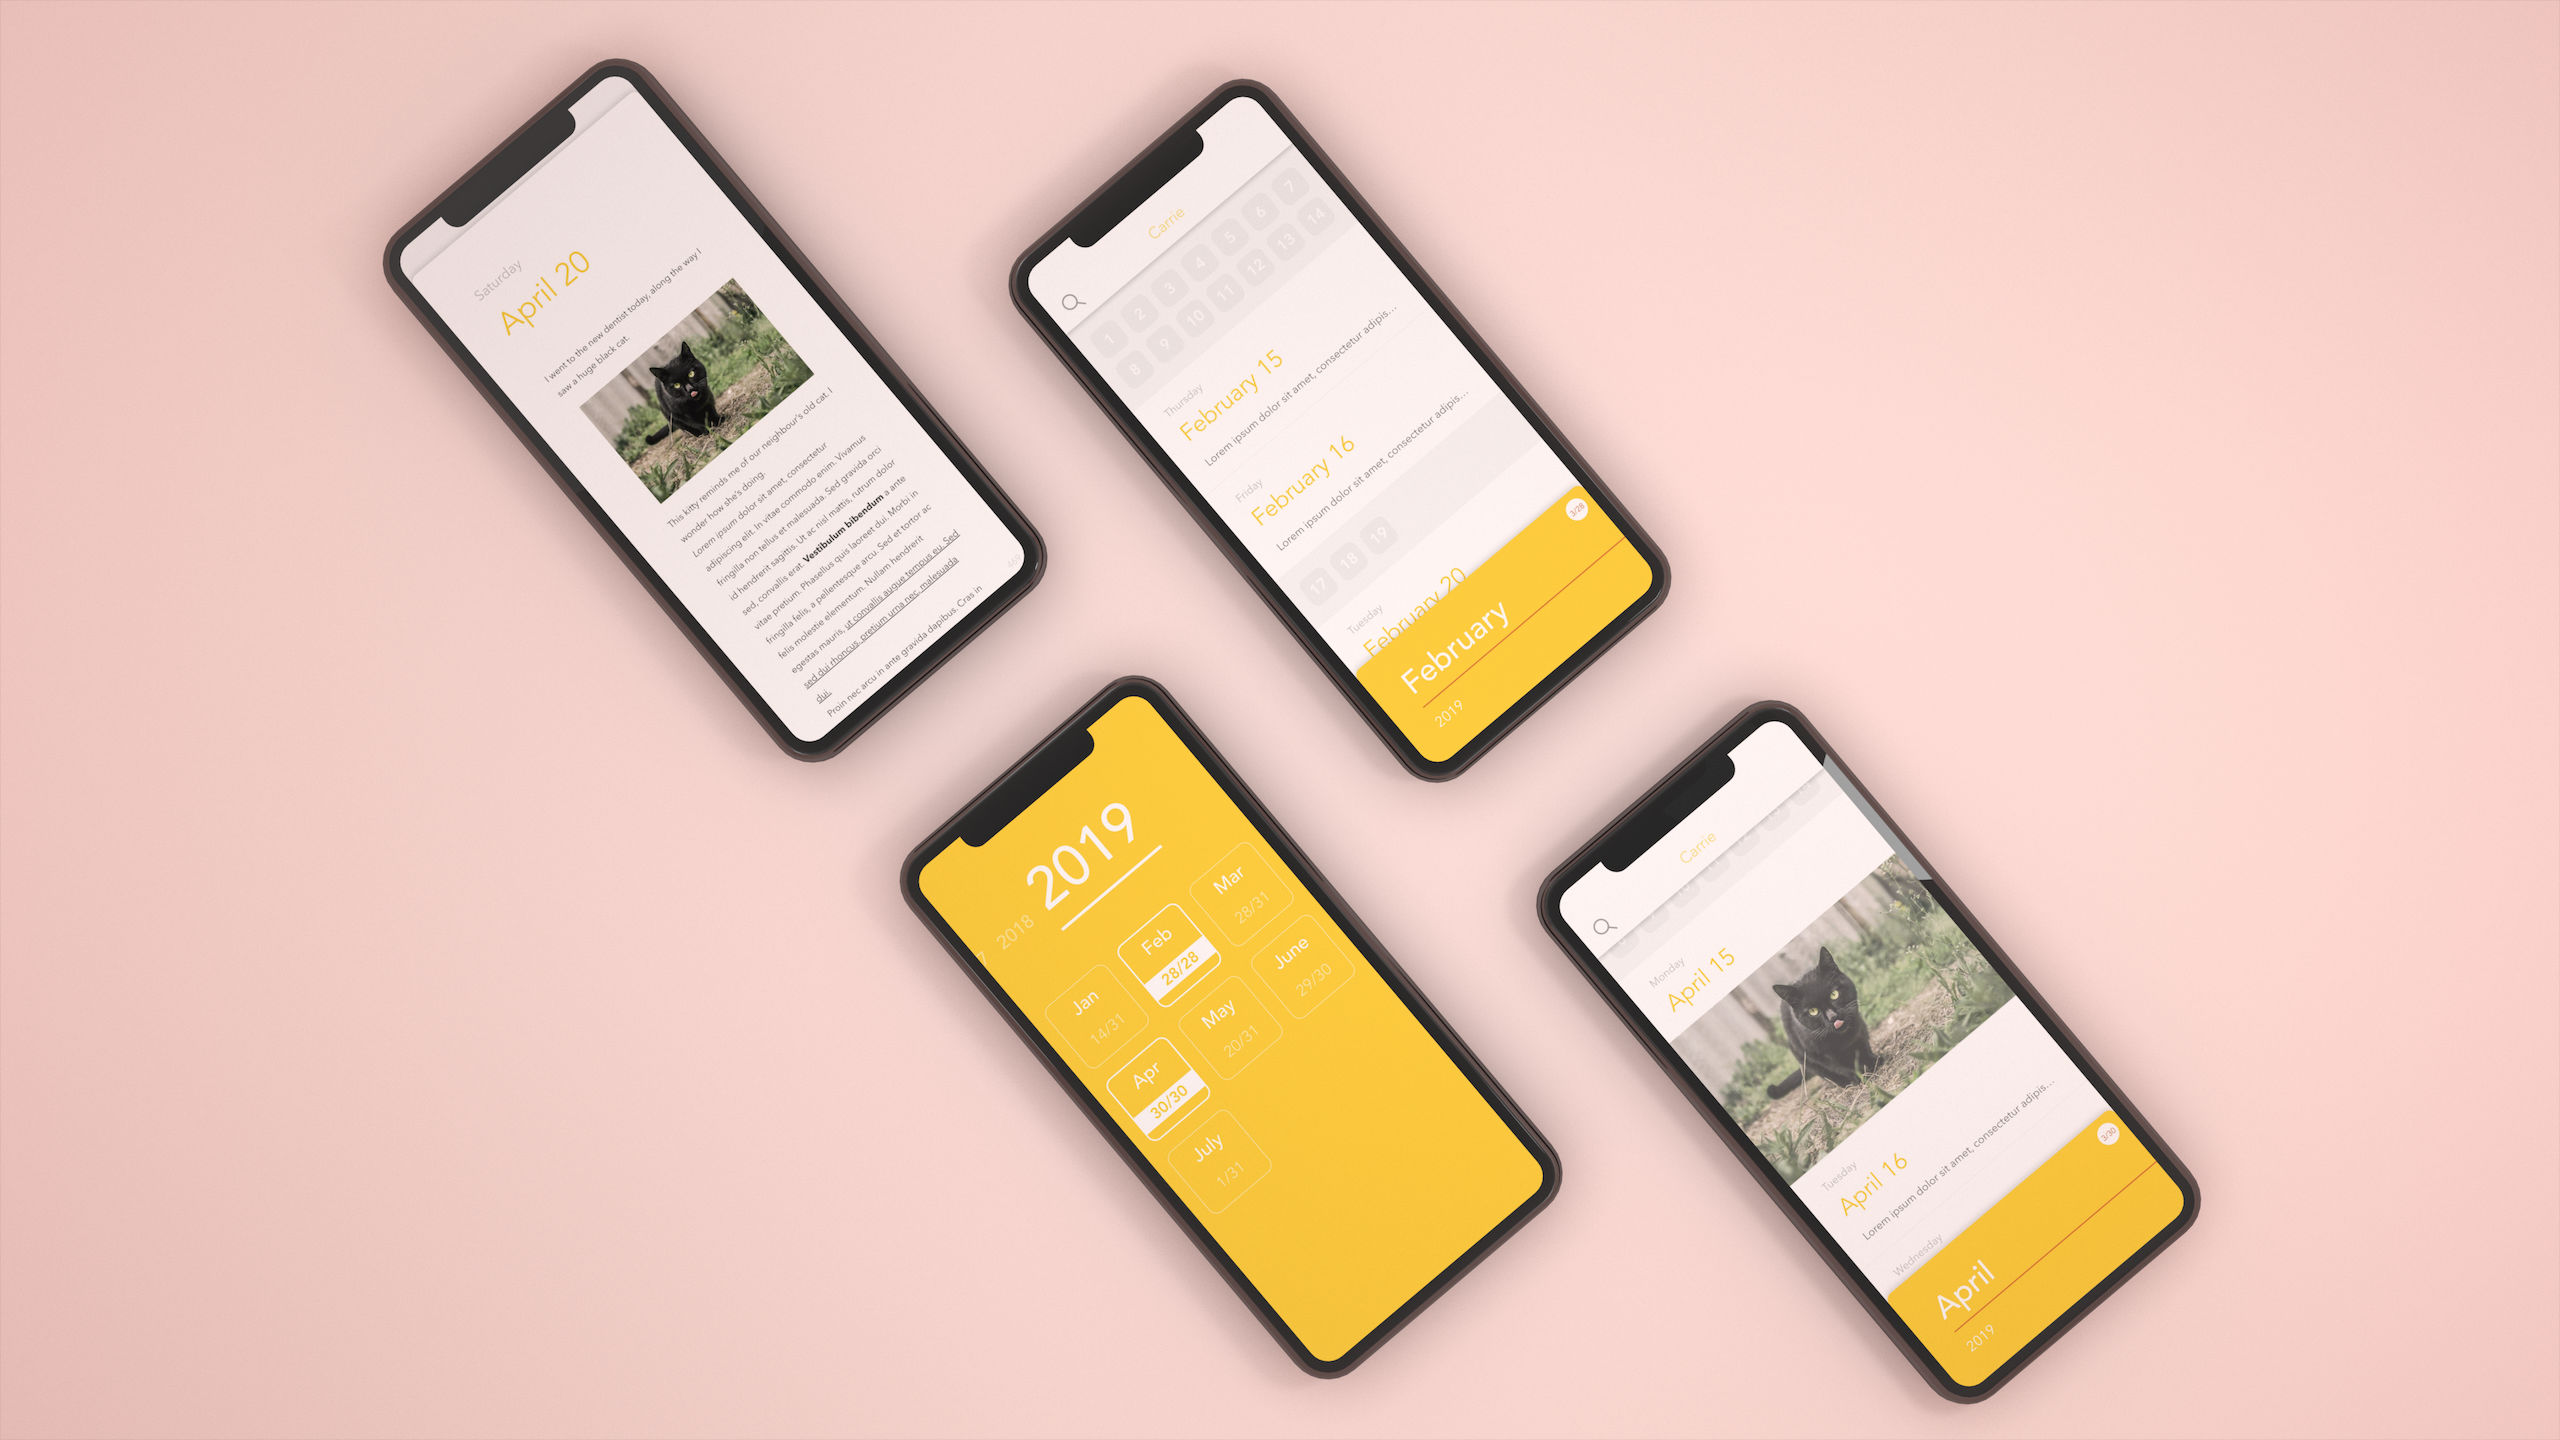 Saturday
April 20
I went to the new dentist today, along the way I
saw a huge black cat.
This kitty reminds me of our neighbour's old cat. I
wonder how she's doing.
Lorem ipsum dolor sit amet, consectetur
adipiscing elit. In vitae commodo enim. Vivamus
fringilla non tellus et malesuada. Sed gravida orci
id hendrerit sagittis. Ut ac nisl mattis, rutrum dolor
sed, convallis erat. Vestibulum bibendum a ante
vitae pretium. Phasellus quis laoreet dui. Morbi in
fringilla felis, a pellentesque arcu. Sed et tortor ac
felis molestie elementum. Nullam hendrerit
egestas mauris, ut convallis augue tempus eu. Sed
sed dui rhoncus, pretium urna nec, malesuada
dui.
Proin nec arcu in ante gravida dapibus. Cras in
Carrie
1 2 3 4 5 6 7
8 9 10 11 12 13 14
Thursday
February 15
Lorem ipsum dolor sit amet, consectetur adipis...
Friday
February 16
Lorem ipsum dolor sit amet, consectetur adipis...
17 18 19
Tuesday
February 20
3/28
February
2019
7 2018 2019
Jan Feb Mar
14/31 28/28 28/31
Apr May June
30/30 20/31 29/30
July
1/31
Carrie
Monday
April 15
Tuesday
April 16
Lorem ipsum dolor sit amet, consectetur adipis...
Wednesday
3/30
April
2019